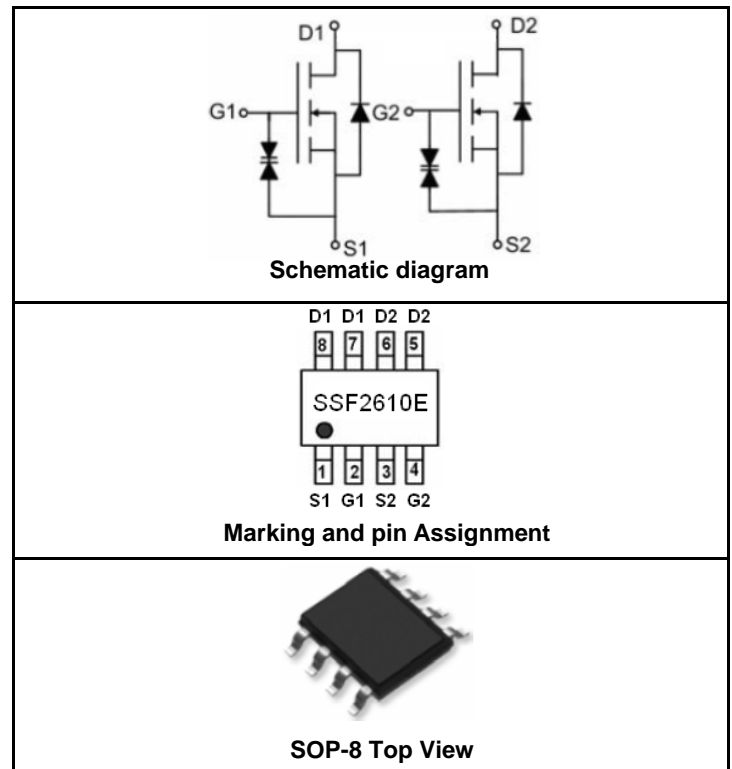 D1 D2
G1 G2
S1 S2
Schematic diagram
D1 D1 D2 D2
8 7 6 5
SSF2610E
1 2 3 4
S1 G1 S2 G2
Marking and pin Assignment
SOP-8 Top View